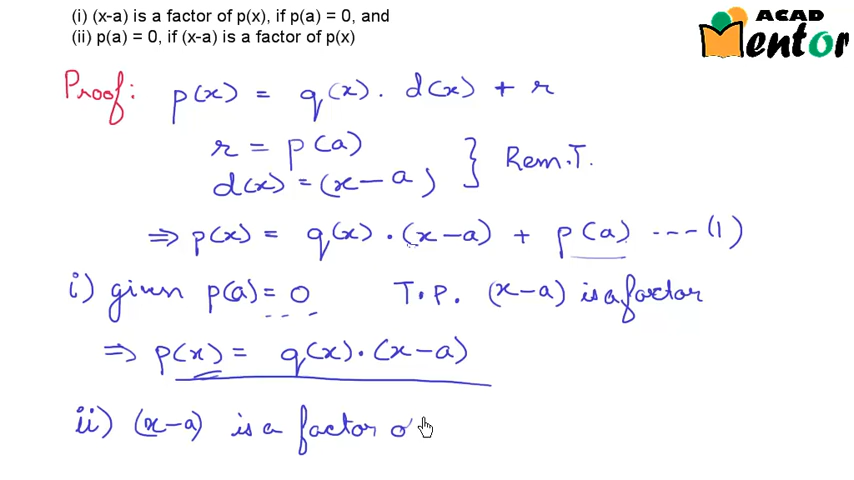 (i) (x-a) is a factor of p(x), if p(a) = 0, and
(ii) p(a) = 0, if (x-a) is a factor of p(x)
ACAD
Mentor
Proof: p(x) = q(x) . d(x) + r
r = p(a)
d(x) = (x-a) } Rem.T.
⇒ p(x) = q(x) . (x-a) + p(a) ---- (1)
i) given p(a) = 0 T.P. (x-a) is a factor
⇒ p(x) = q(x) . (x-a)
ii) (x-a) is a factor o